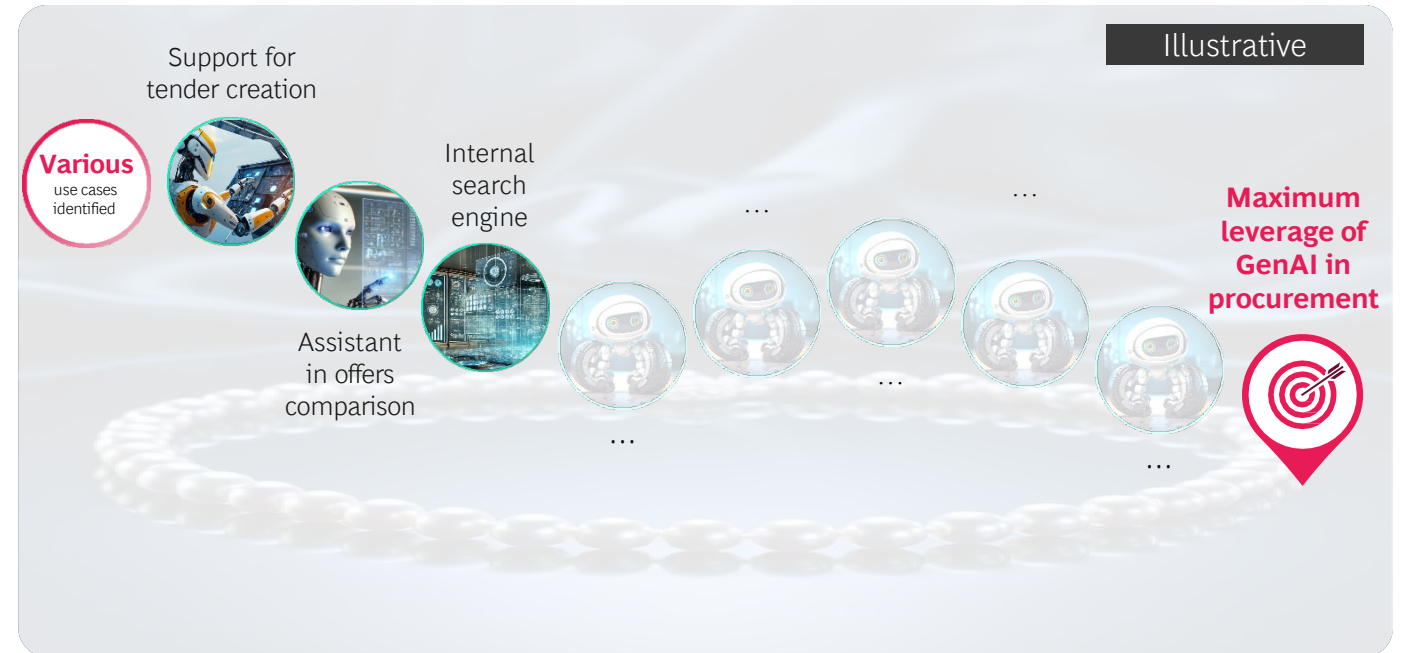 Illustrative
Support for
tender creation
Various
use cases
identified
Internal
search
engine
Assistant
in offers
comparison
…
…
…
…
…
Maximum
leverage of
GenAI in
procurement